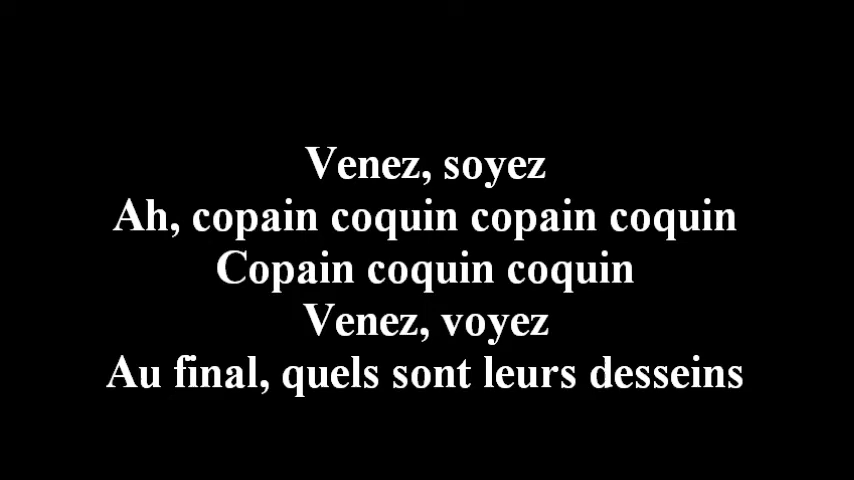 Venez, soyez
Ah, copain coquin copain coquin
Copain coquin coquin
Venez, voyez
Au final, quels sont leurs desseins